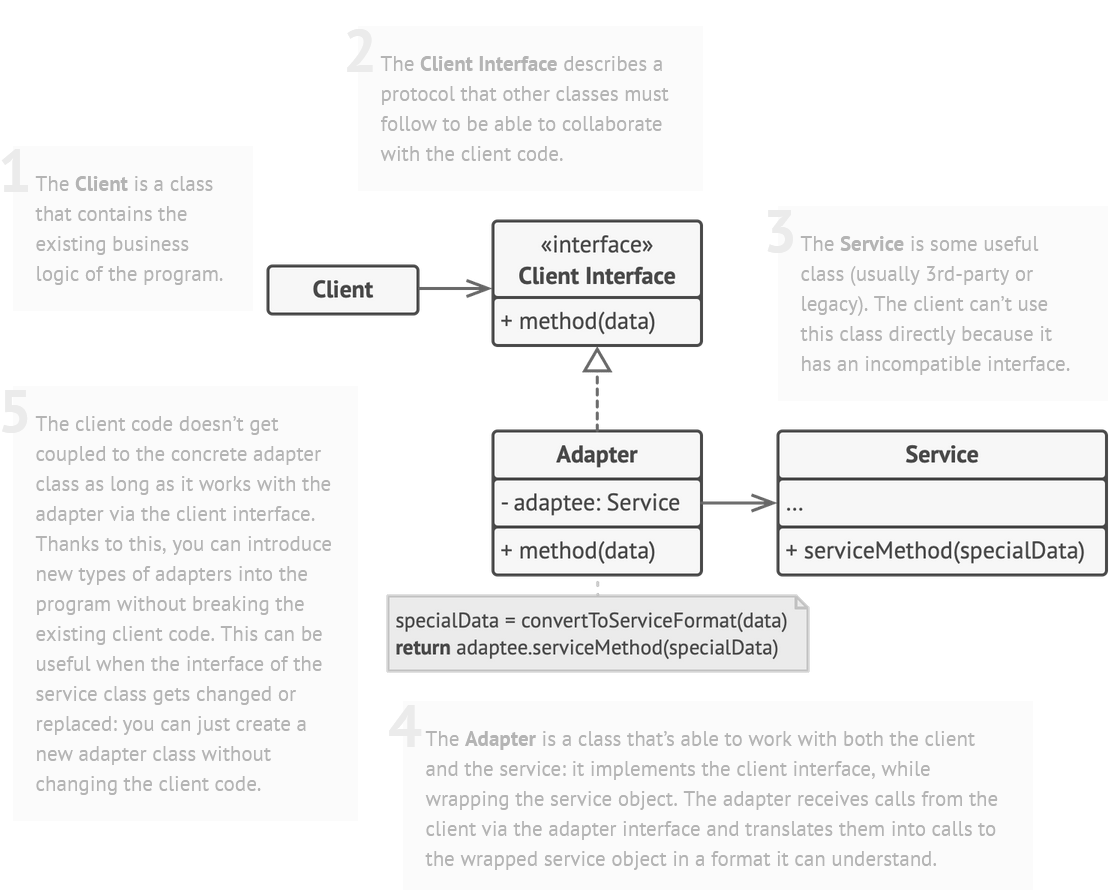 2
The Client Interface describes a
protocol that other classes must
follow to be able to collaborate
with the client code.
1
The Client is a class
that contains the
existing business
logic of the program.
3
The Service is some useful
class (usually 3rd-party or
legacy). The client can’t use
this class directly because it
has an incompatible interface.
Client
«interface»
Client Interface
+ method(data)
5
The client code doesn’t get
coupled to the concrete adapter
class as long as it works with the
adapter via the client interface.
Thanks to this, you can introduce
new types of adapters into the
program without breaking the
existing client code. This can be
useful when the interface of the
service class gets changed or
replaced: you can just create a
new adapter class without
changing the client code.
Adapter
- adaptee: Service
+ method(data)
Service
...
+ serviceMethod(specialData)
specialData = convertToServiceFormat(data)
return adaptee.serviceMethod(specialData)
4
The Adapter is a class that’s able to work with both the client
and the service: it implements the client interface, while
wrapping the service object. The adapter receives calls from the
client via the adapter interface and translates them into calls to
the wrapped service object in a format it can understand.